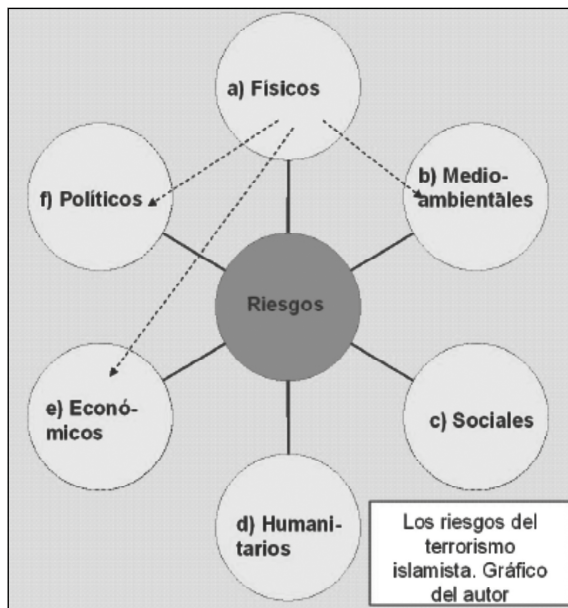 a) Físicos
f) Políticos
b) Medio-
ambientales
Riesgos
e) Econó-
micos
c) Sociales
d) Humani-
tarios
Los riesgos del
terrorismo
islamista. Gráfico
del autor